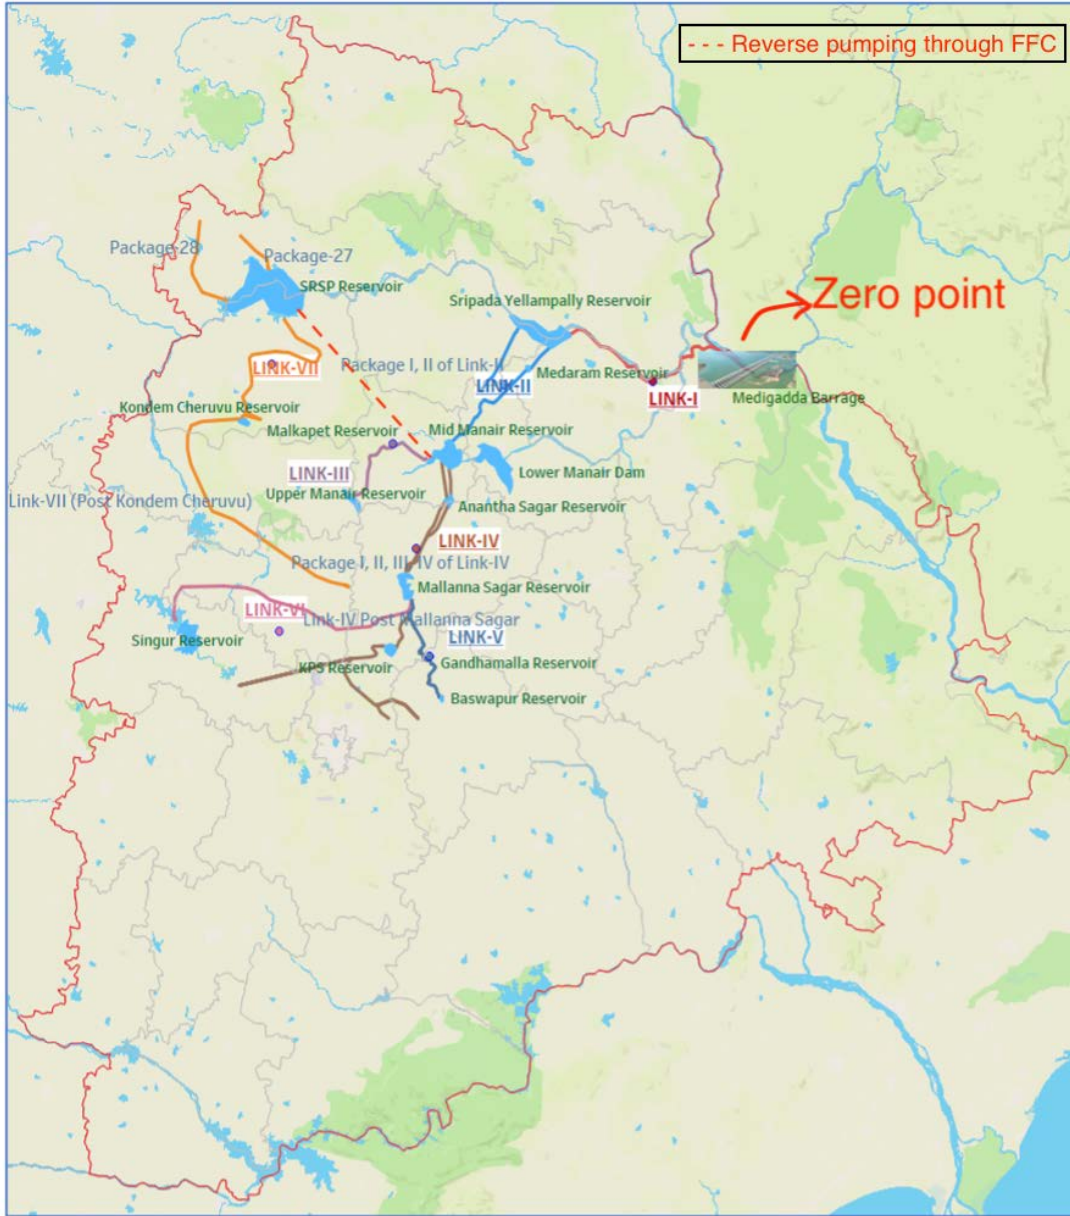 - - - Reverse pumping through FFC
Package-28
Package-27
SRSP Reservoir
Zero point
Sripada Yellampally Reservoir
Package I, II of Link-II
LINK-VII
Medaram Reservoir
LINK-II
LINK-I
Medigadda Barrage
Kondem Cheruvu Reservoir
Malkapet Reservoir
Mid Manair Reservoir
LINK-III
Lower Manair Dam
Upper Manair Reservoir
Link-VII (Post Kondem Cheruvu)
Anantha Sagar Reservoir
LINK-IV
Package I, II, III, IV of Link-IV
Mallanna Sagar Reservoir
LINK-VI
Link-IV Post Mallanna Sagar
Singur Reservoir
LINK-V
KPS Reservoir
Gandhamalla Reservoir
Baswapur Reservoir